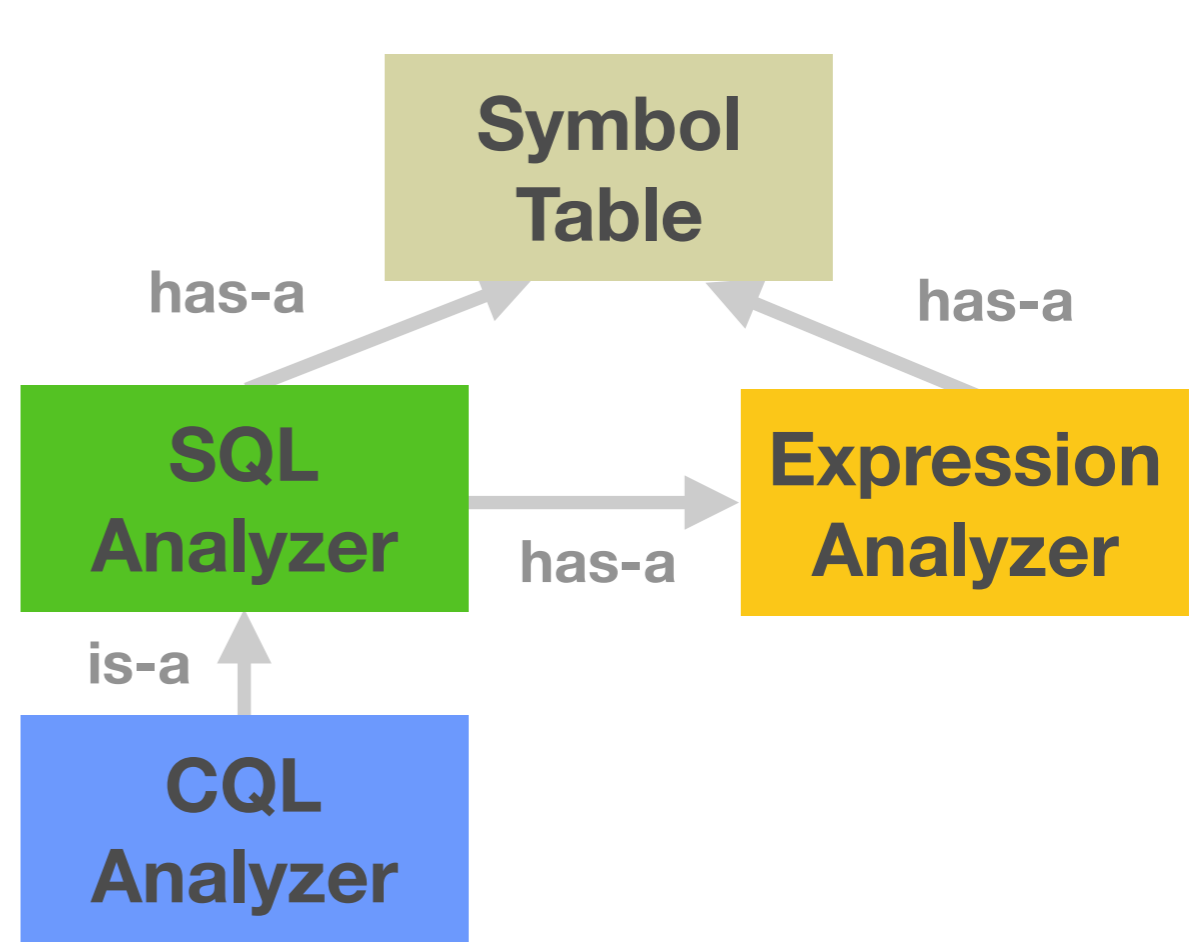 Symbol
Table
has-a
has-a
SQL
Analyzer
has-a
Expression
Analyzer
is-a
CQL
Analyzer